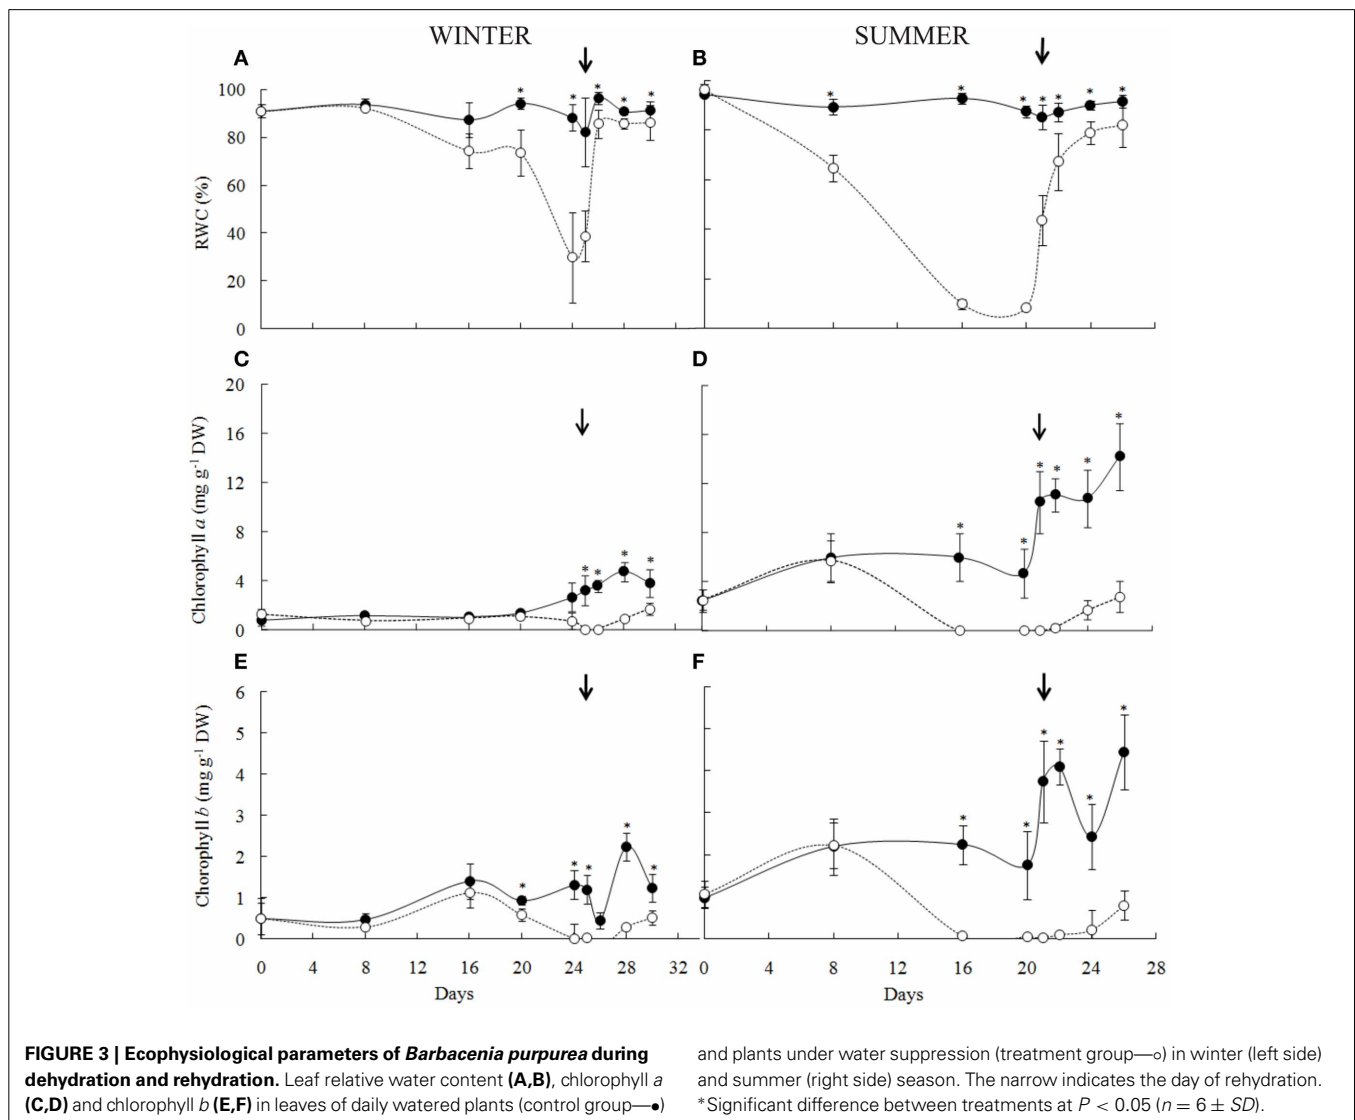 WINTER
SUMMER
A
B
100
80
60
40
20
0
RWC (%)
* * * * *
* * * * * * *
C
D
20
16
12
8
4
0
Chlorophyll a (mg g-1 DW)
* * * *
* * * * * *
E
F
6
5
4
3
2
1
0
Chorophyll b (mg g-1 DW)
* * * * *
* * * * * *
0 4 8 12 16 20 24 28 32
0 4 8 12 16 20 24 28
Days
Days
FIGURE 3 | Ecophysiological parameters of Barbacenia purpurea during
dehydration and rehydration. Leaf relative water content (A,B), chlorophyll a
(C,D) and chlorophyll b (E,F) in leaves of daily watered plants (control group—●)
and plants under water suppression (treatment group—○) in winter (left side)
and summer (right side) season. The narrow indicates the day of rehydration.
*Significant difference between treatments at P < 0.05 (n = 6 ± SD).